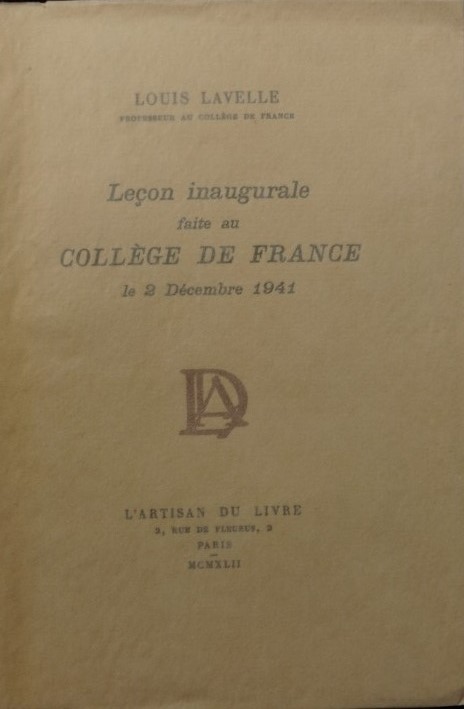 LOUIS LAVELLE
PROFESSEUR AU COLLÈGE DE FRANCE
Leçon inaugurale
faite au
COLLÈGE DE FRANCE
le 2 Décembre 1941
L'ARTISAN DU LIVRE
2, RUE DE FLEURUS, 2
PARIS
MCMXLII